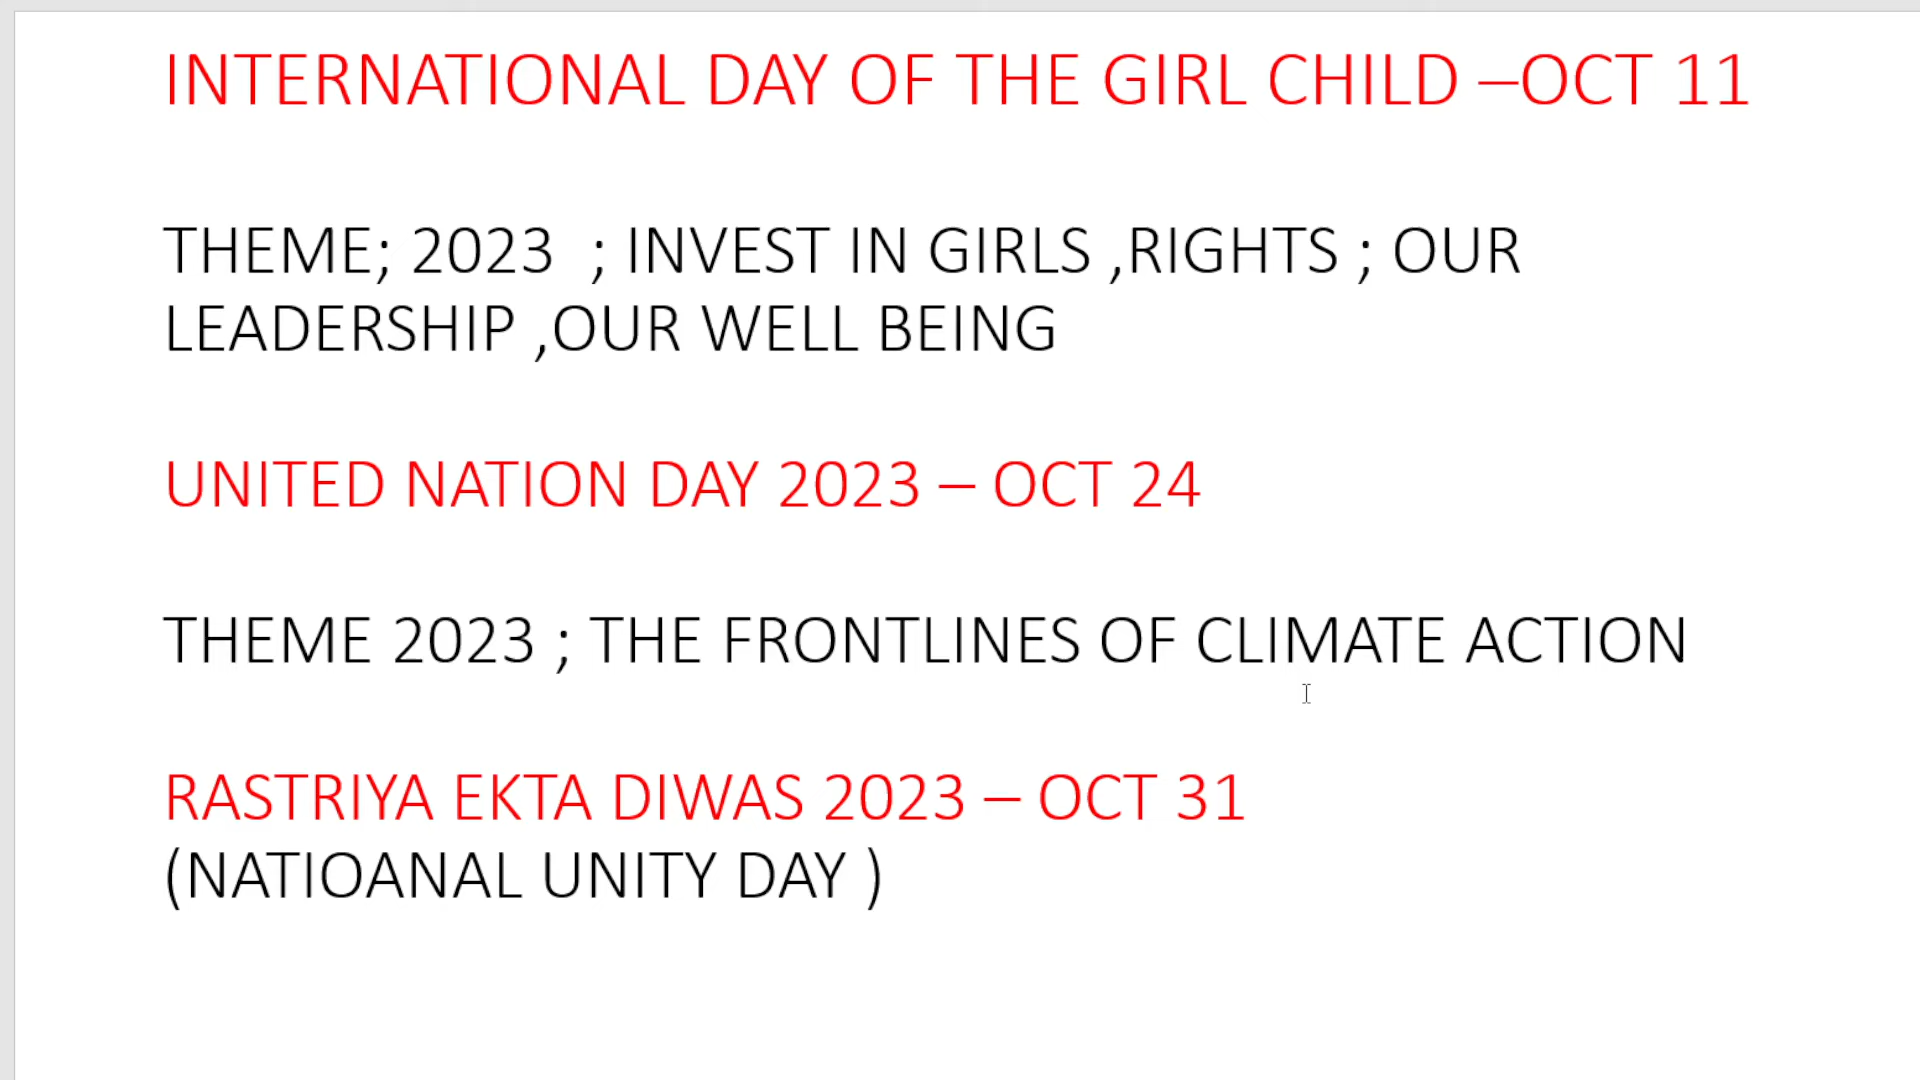 INTERNATIONAL DAY OF THE GIRL CHILD –OCT 11
THEME; 2023  ; INVEST IN GIRLS ,RIGHTS ; OUR
LEADERSHIP ,OUR WELL BEING
UNITED NATION DAY 2023 – OCT 24
THEME 2023 ; THE FRONTLINES OF CLIMATE ACTION
RASTRIYA EKTA DIWAS 2023 – OCT 31
(NATIOANAL UNITY DAY )